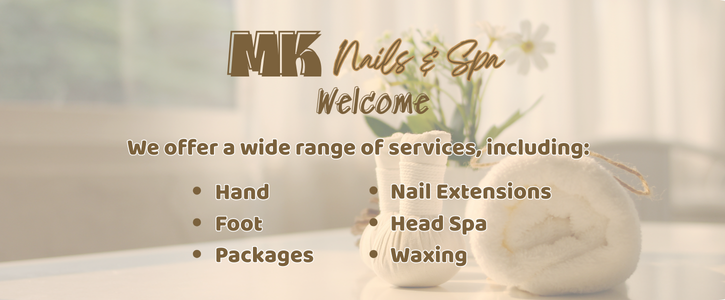 MK Nails & Spa
Welcome
We offer a wide range of services, including:
• Hand
• Foot
• Packages
• Nail Extensions
• Head Spa
• Waxing